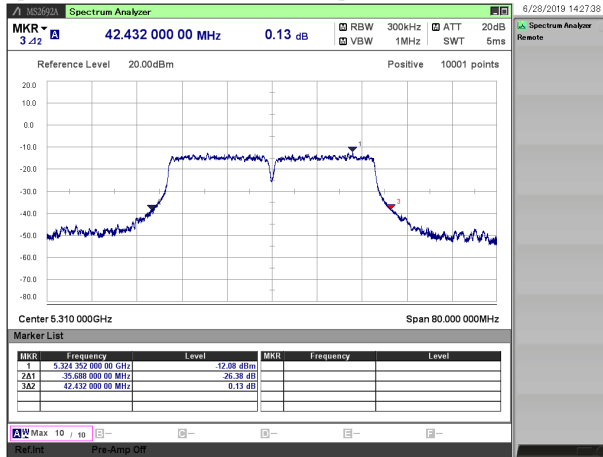 MS2692A Spectrum Analyzer
6/28/2019 14:27:38
MKR
3 Δ2 A 42.432 000 00 MHz 0.13 dB
M RBW 300kHz M ATT 20dB
M VBW 1MHz SWT 5ms
Spectrum Analyzer
Remote
Reference Level 20.00dBm Positive 10001 points
20.0
10.0
0.0
-10.0
1
-20.0
-30.0
3
-40.0
-50.0
-60.0
-70.0
-80.0
Center 5.310 000GHz Span 80.000 000MHz
Marker List
MKR Frequency Level MKR Frequency Level
1 5.324 352 000 00 GHz -12.08 dBm
2Δ1 -35.688 000 00 MHz -26.38 dB
3Δ2 42.432 000 00 MHz 0.13 dB
A W Max 10 / 10 B-- C-- D-- E-- F--
Ref.Int Pre-Amp Off